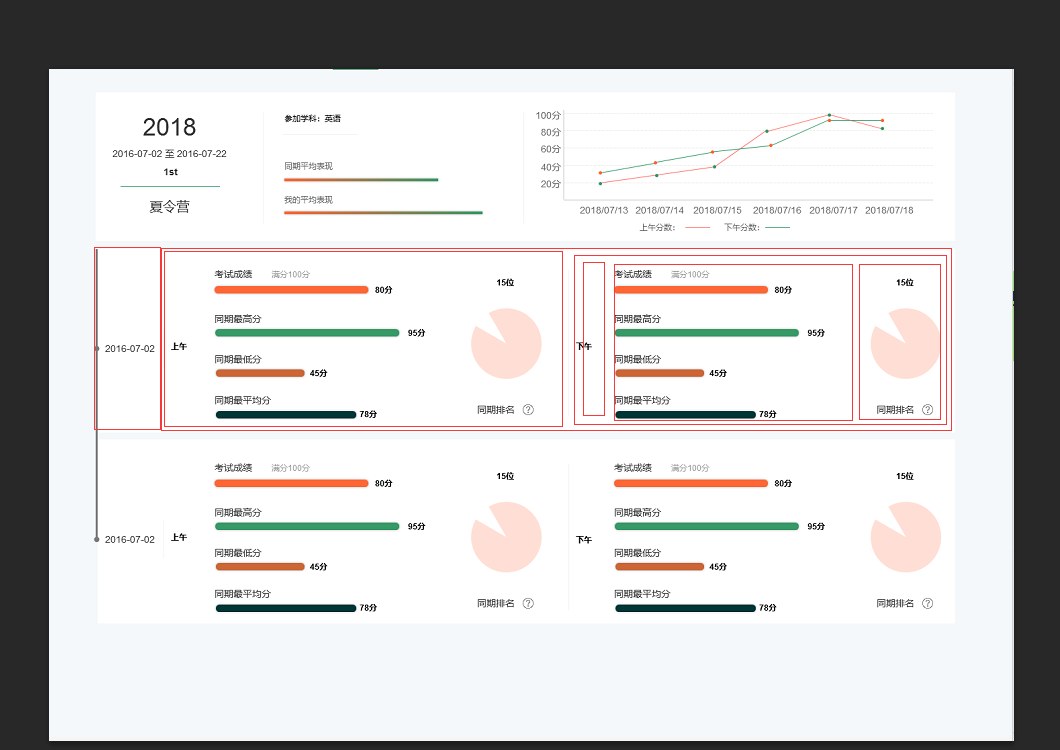 2018
2016-07-02 至 2016-07-22
1st
夏令营
参加学科：英语
同期平均表现
我的平均表现
100分
80分
60分
40分
20分
2018/07/13 2018/07/14 2018/07/15 2018/07/16 2018/07/17 2018/07/18
上午分数： 下午分数：
2016-07-02
上午
考试成绩 满分100分
80分
同期最高分
95分
同期最低分
45分
同期最平均分
78分
15位
同期排名 ?
下午
考试成绩 满分100分
80分
同期最高分
95分
同期最低分
45分
同期最平均分
78分
15位
同期排名 ?
2016-07-02
上午
考试成绩 满分100分
80分
同期最高分
95分
同期最低分
45分
同期最平均分
78分
15位
同期排名 ?
下午
考试成绩 满分100分
80分
同期最高分
95分
同期最低分
45分
同期最平均分
78分
15位
同期排名 ?